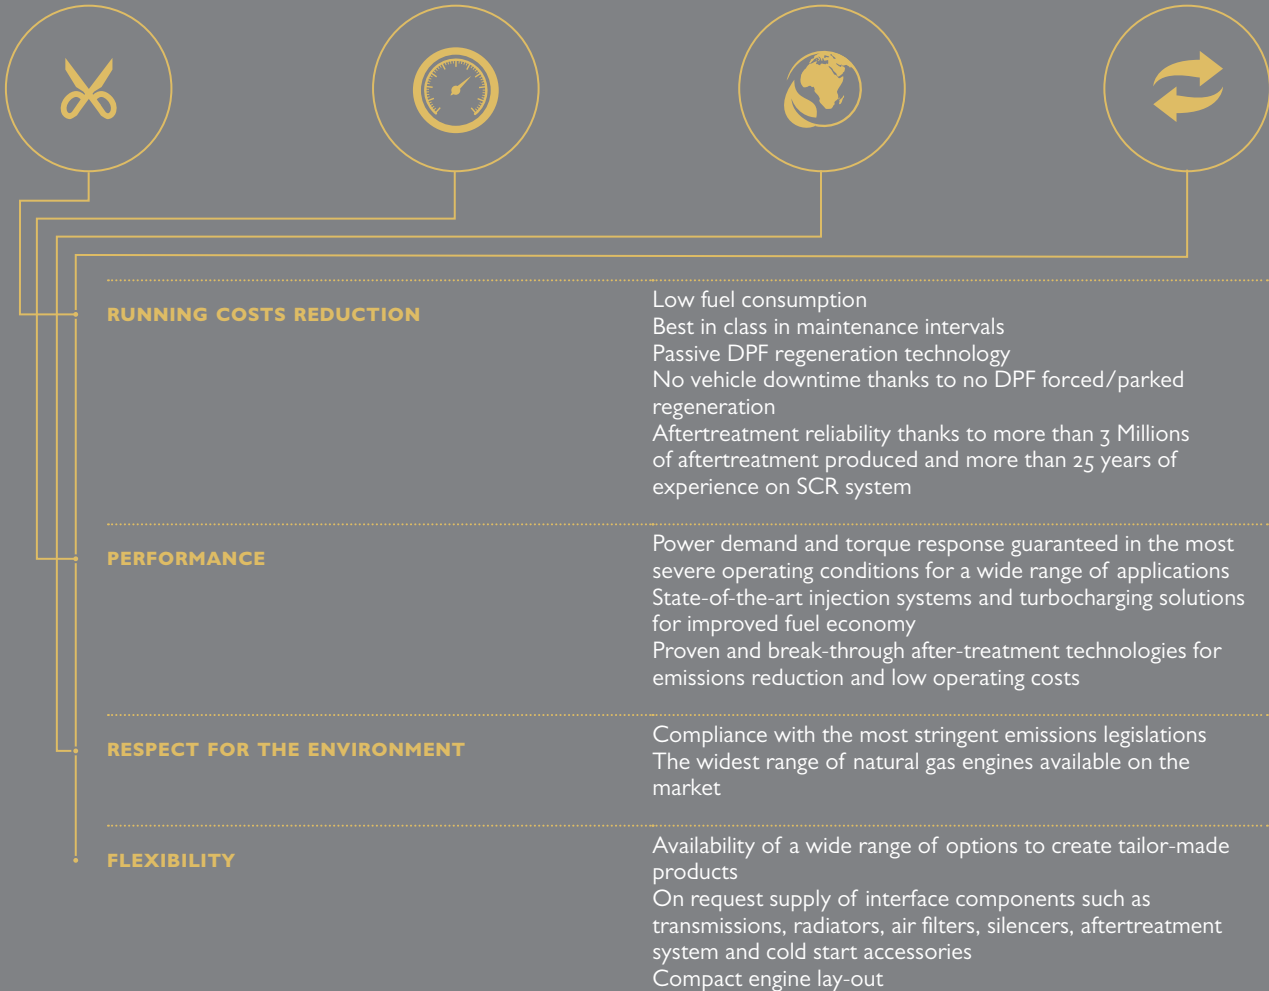 RUNNING COSTS REDUCTION
Low fuel consumption
Best in class in maintenance intervals
Passive DPF regeneration technology
No vehicle downtime thanks to no DPF forced/parked
regeneration
Aftertreatment reliability thanks to more than 3 Millions
of aftertreatment produced and more than 25 years of
experience on SCR system
PERFORMANCE
Power demand and torque response guaranteed in the most
severe operating conditions for a wide range of applications
State-of-the-art injection systems and turbocharging solutions
for improved fuel economy
Proven and break-through after-treatment technologies for
emissions reduction and low operating costs
RESPECT FOR THE ENVIRONMENT
Compliance with the most stringent emissions legislations
The widest range of natural gas engines available on the
market
FLEXIBILITY
Availability of a wide range of options to create tailor-made
products
On request supply of interface components such as
transmissions, radiators, air filters, silencers, aftertreatment
system and cold start accessories
Compact engine lay-out